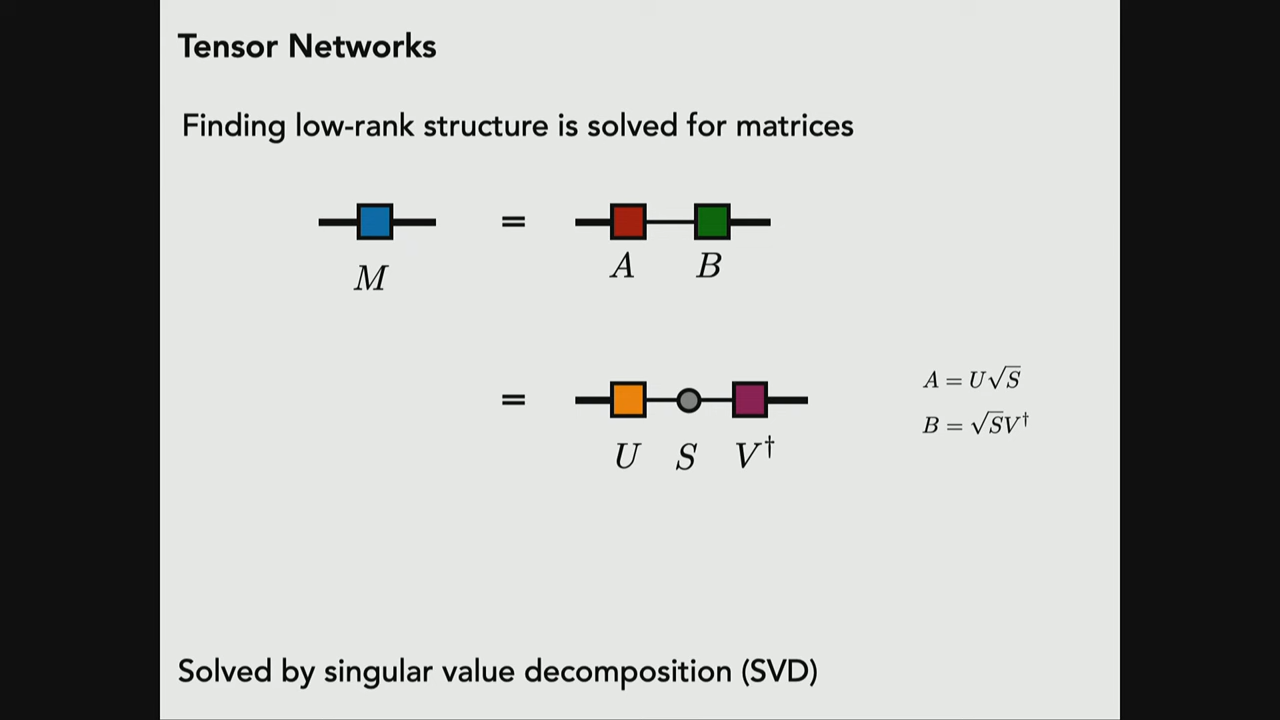 Tensor Networks
Finding low-rank structure is solved for matrices
=
A B
M
=
A = U√S
B = √SV†
U S V†
Solved by singular value decomposition (SVD)